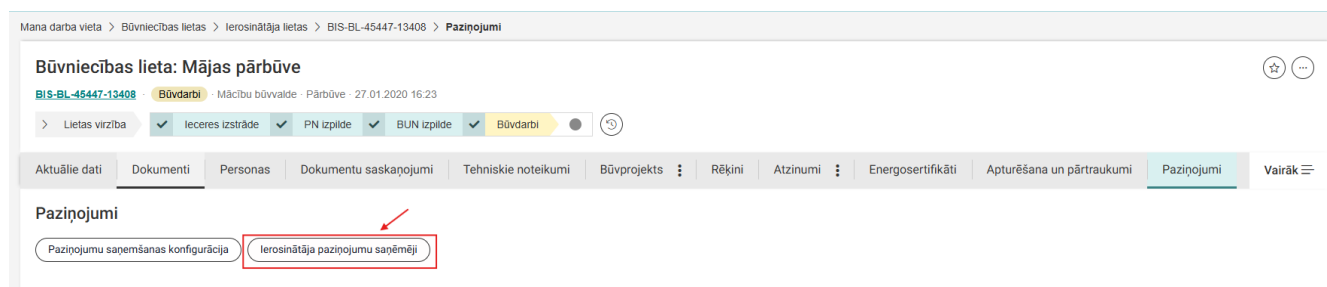 Mana darba vieta > Būvniecības lietas > Ierosinātāja lietas > BIS-BL-45447-13408 > Paziņojumi
Būvniecības lieta: Mājas pārbūve
BIS-BL-45447-13408 · Būvdarbi · Mācību būvvalde · Pārbūve · 27.01.2020 16:23
> Lietas virzība Ieceres izstrāde PN izpilde BUN izpilde Būvdarbi
Aktuālie dati Dokumenti Personas Dokumentu saskaņojumi Tehniskie noteikumi Būvprojekts Rēķini Atzinumi Energosertifikāti Apturēšana un pārtraukumi Paziņojumi Vairāk
Paziņojumi
Paziņojumu saņemšanas konfigurācija Ierosinātāja paziņojumu saņēmēji